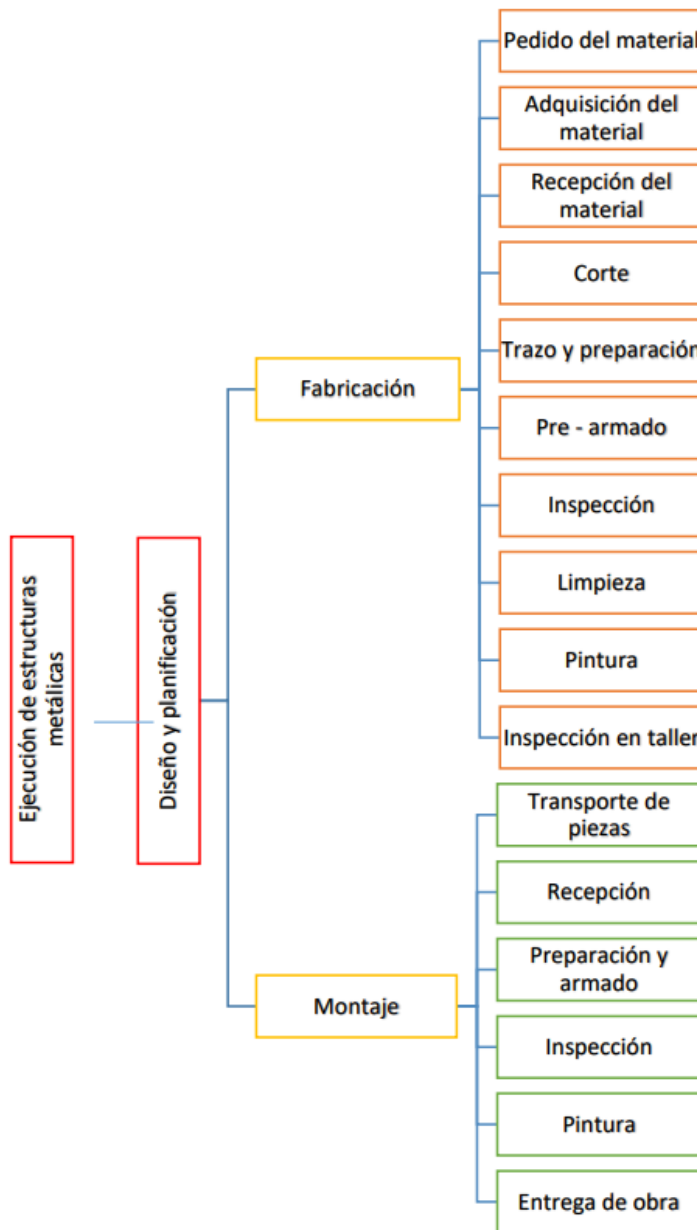 Ejecución de estructuras
metálicas
Diseño y planificación
Fabricación
Pedido del material
Adquisición del
material
Recepción del
material
Corte
Trazo y preparación
Pre - armado
Inspección
Limpieza
Pintura
Inspección en taller
Montaje
Transporte de
piezas
Recepción
Preparación y
armado
Inspección
Pintura
Entrega de obra